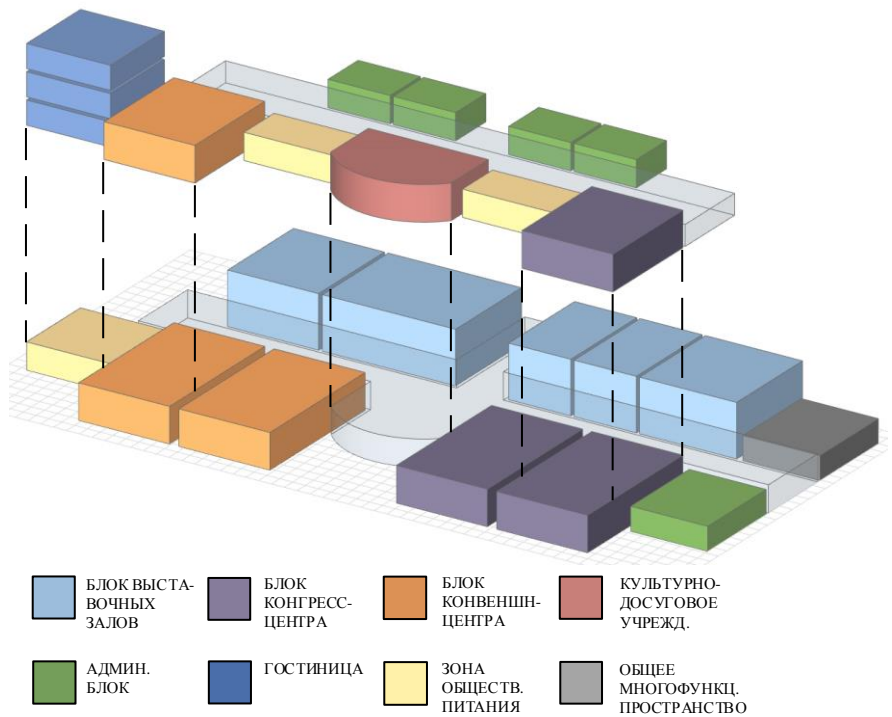 БЛОК ВЫСТА-
ВОЧНЫХ
ЗАЛОВ
БЛОК
КОНГРЕСС-
ЦЕНТРА
БЛОК
КОНВЕНШН-
ЦЕНТРА
КУЛЬТУРНО-
ДОСУГОВОЕ
УЧРЕЖД.
АДМИН.
БЛОК
ГОСТИНИЦА
ЗОНА
ОБЩЕСТВ.
ПИТАНИЯ
ОБЩЕЕ
МНОГОФУНКЦ.
ПРОСТРАНСТВО